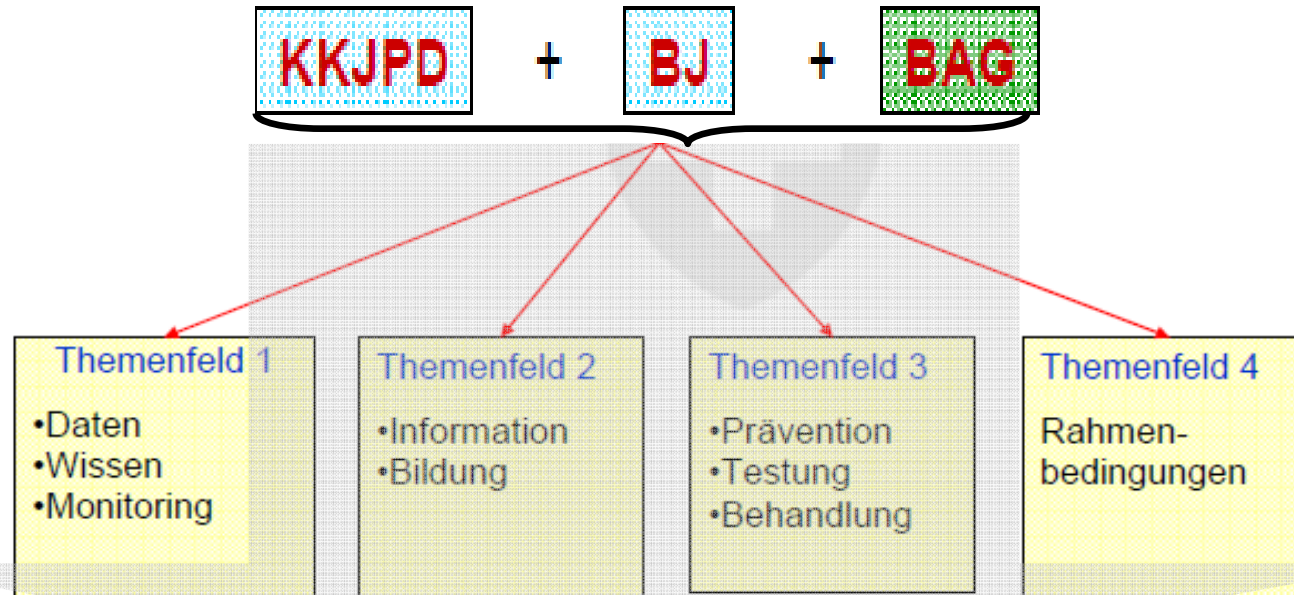 KKJPD + BJ + BAG
Themenfeld 1
•Daten
•Wissen
•Monitoring
Themenfeld 2
•Information
•Bildung
Themenfeld 3
•Prävention
•Testung
•Behandlung
Themenfeld 4
Rahmen-
bedingungen